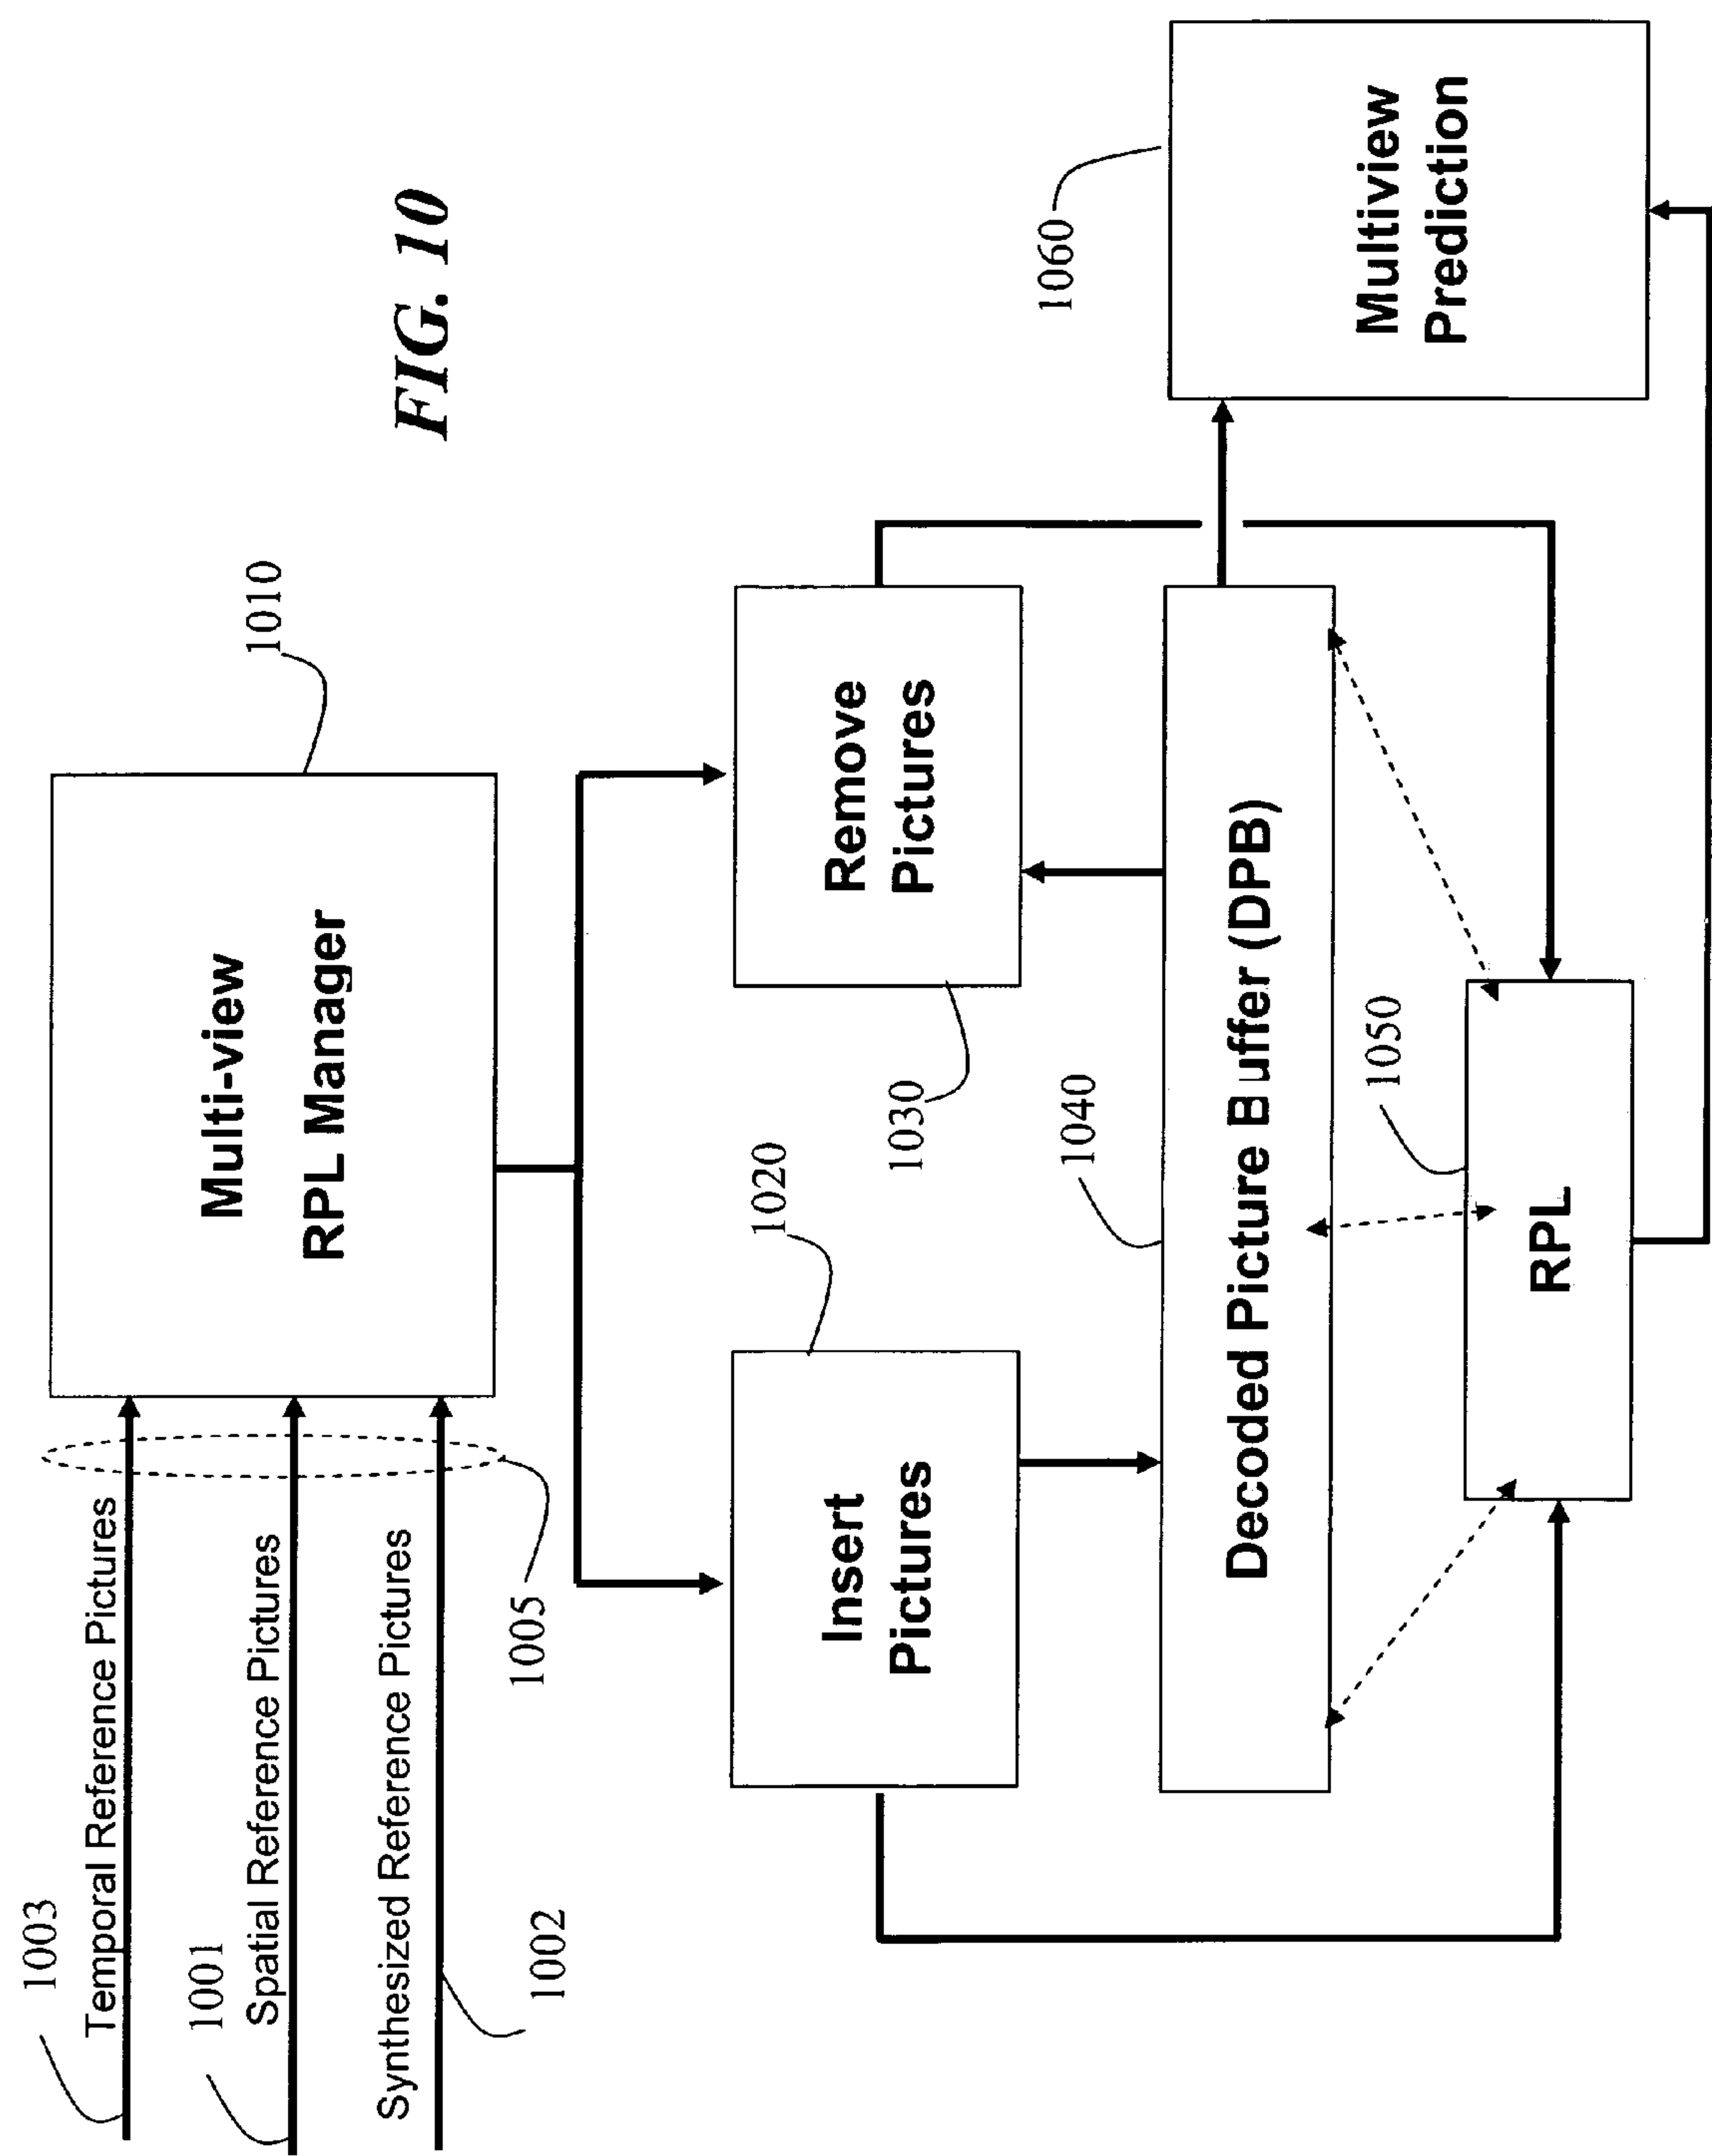 1003
Temporal Reference Pictures
1001
Spatial Reference Pictures
Synthesized Reference Pictures
1002
1005
Multi-view
RPL Manager
1010
FIG. 10
Insert
Pictures
1020
Remove
Pictures
1030
1040
Decoded Picture Buffer (DPB)
1050
RPL
1060
Multiview
Prediction